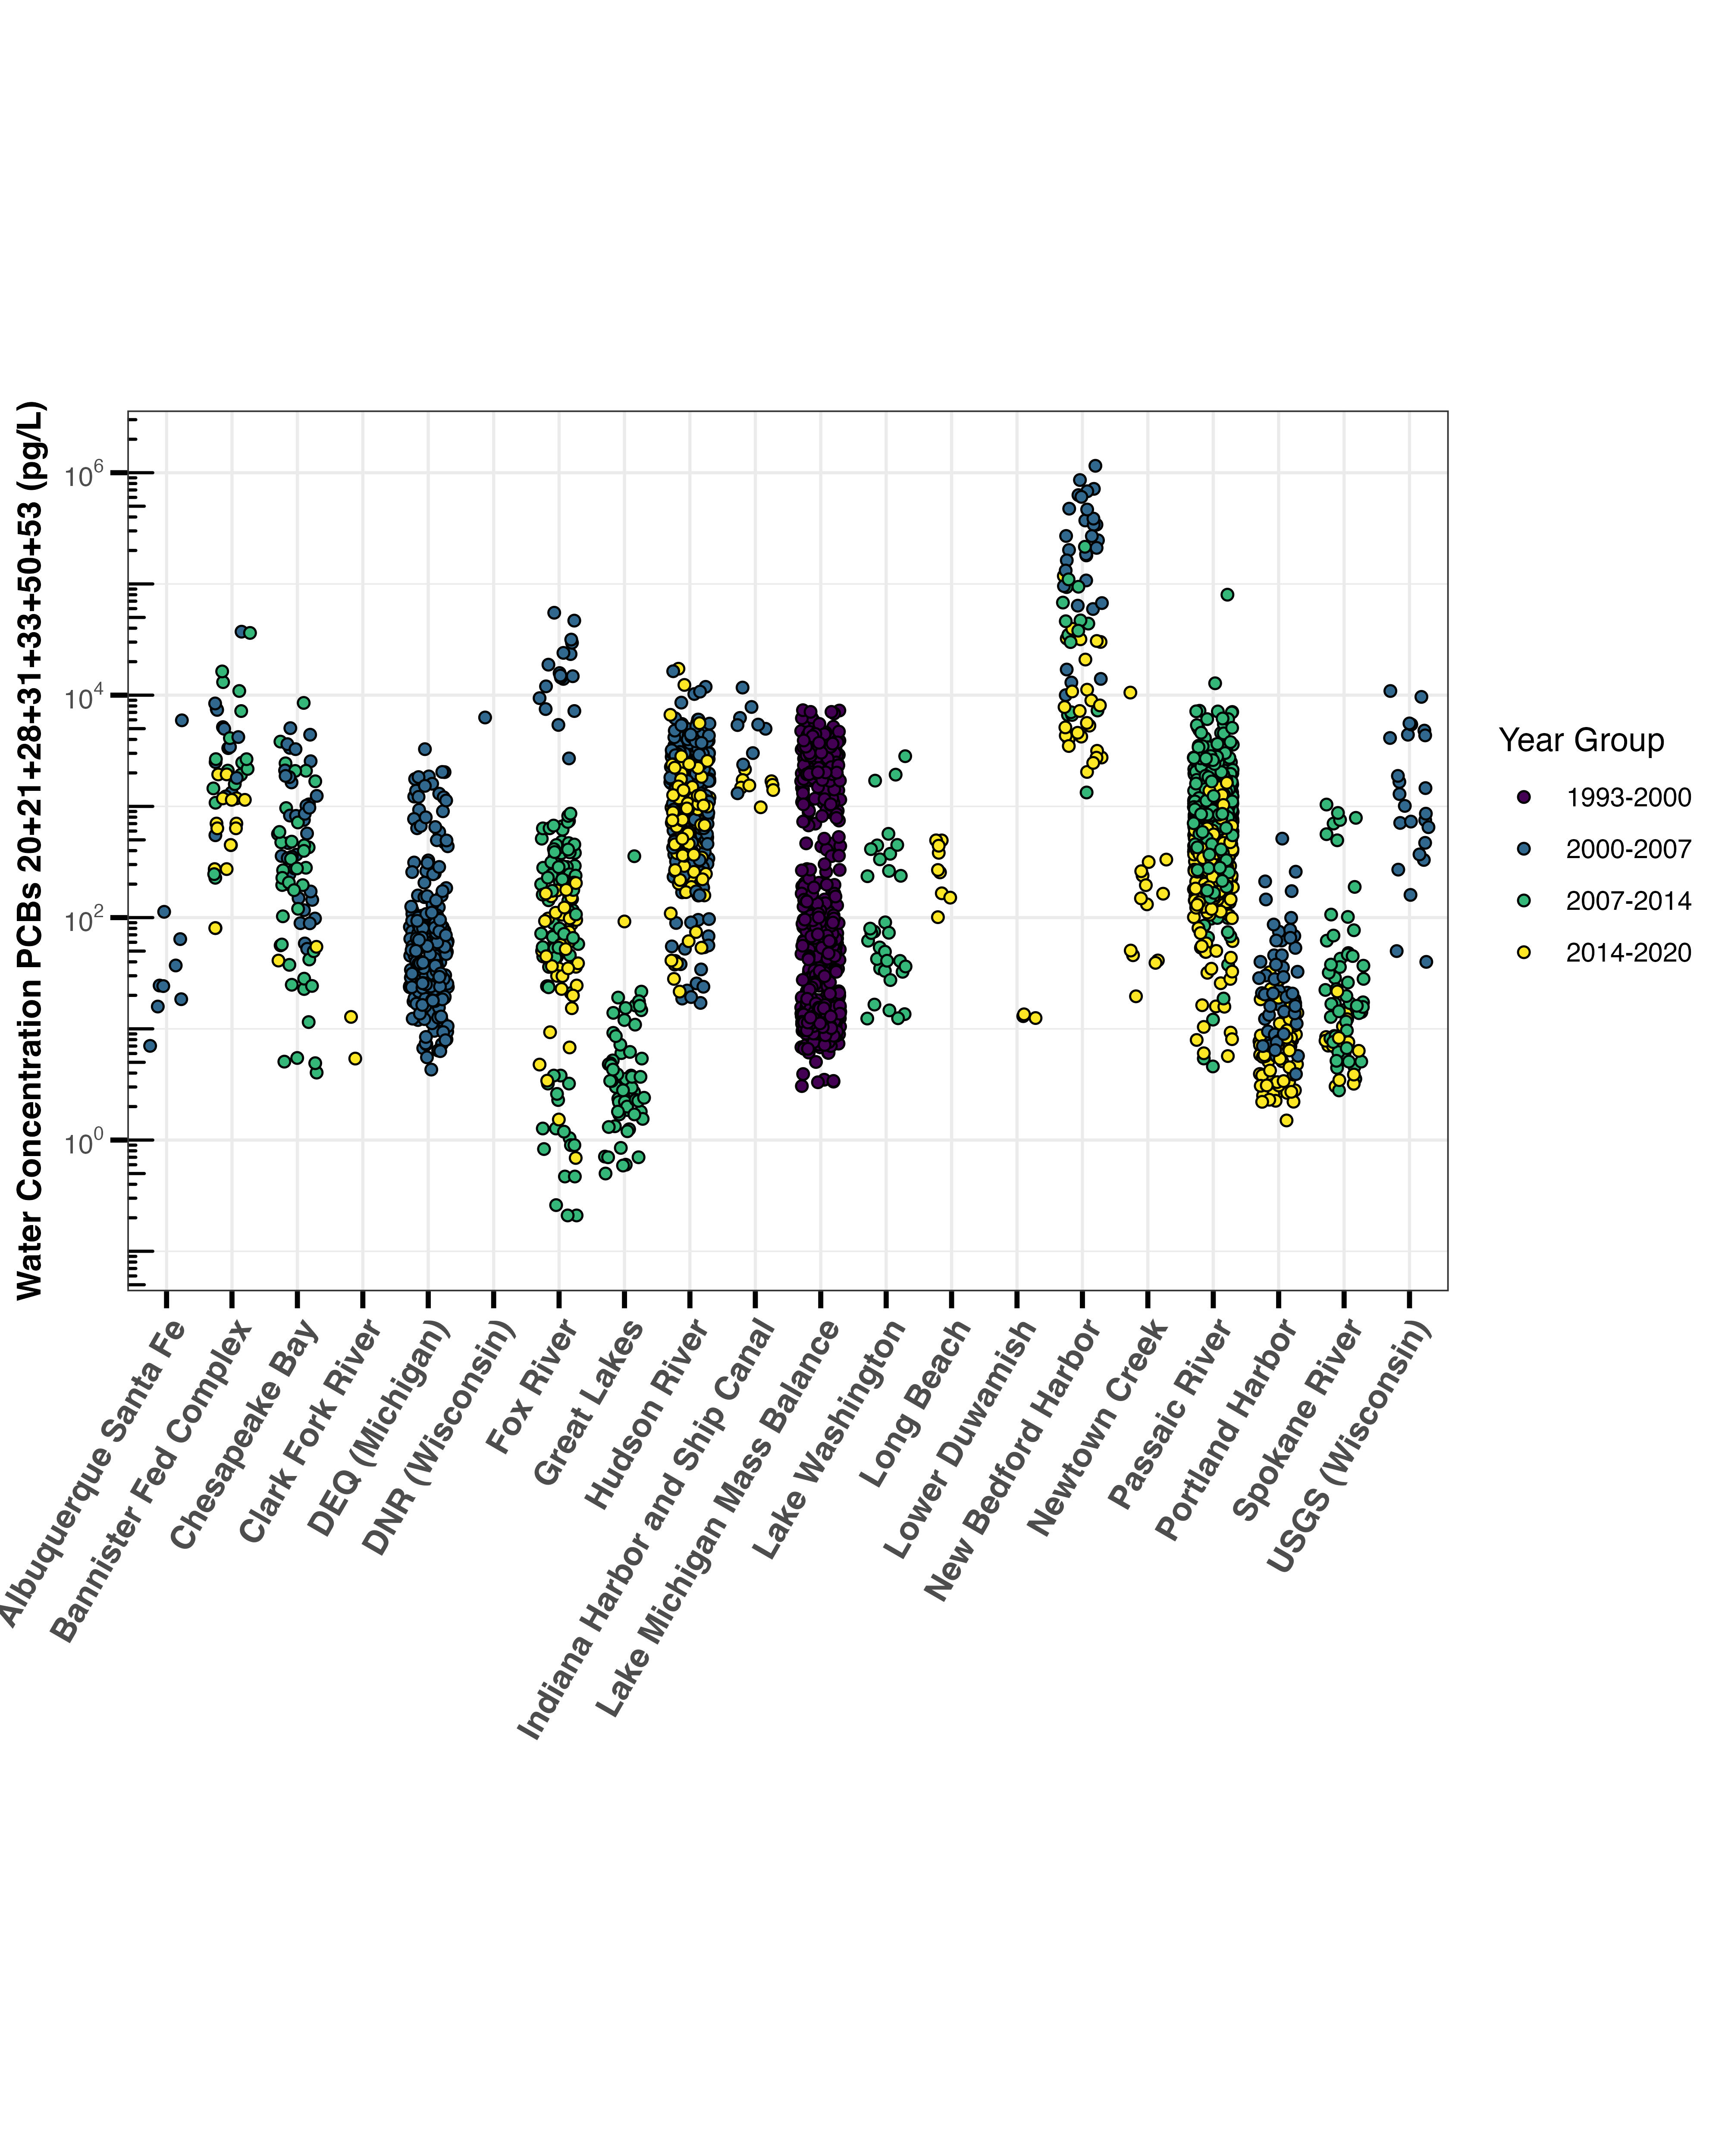 Water Concentration PCBs 20+21+28+31+33+50+53 (pg/L)
10^6
10^4
10^2
10^0
Albuquerque Santa Fe
Bannister Fed Complex
Chesapeake Bay
Clark Fork River
DEQ (Michigan)
DNR (Wisconsin)
Fox River
Great Lakes
Hudson River
Indiana Harbor and Ship Canal
Lake Michigan Mass Balance
Lake Washington
Long Beach
Lower Duwamish
New Bedford Harbor
Newtown Creek
Passaic River
Portland Harbor
Spokane River
USGS (Wisconsin)
Year Group
1993-2000
2000-2007
2007-2014
2014-2020